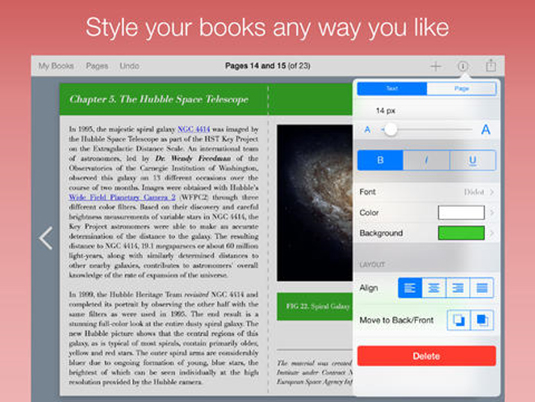 Style your books any way you like
My Books Pages Undo Pages 14 and 15 (of 23)
Chapter 5. The Hubble Space Telescope
In 1995, the majestic spiral galaxy NGC 4414 was imaged by
the Hubble Space Telescope as part of the HST Key Project
on the Extragalactic Distance Scale. An international team
of astronomers, led by Dr. Wendy Freedman of the
Observatories of the Carnegie Institution of Washington,
observed this galaxy on 13 different occasions over the
course of two months. Images were obtained with Hubble's
Wide Field Planetary Camera 2 (WFPC2) through three
different color filters. Based on their discovery and careful
brightness measurements of variable stars in NGC 4414, the
Key Project astronomers were able to make an accurate
determination of the distance to the galaxy. The resulting
distance to NGC 4414, 19.1 megaparsecs or about 60 million
light-years, along with similarly determined distances to
other nearby galaxies, contributes to astronomers' overall
knowledge of the rate of expansion of the universe.
In 1999, the Hubble Heritage Team revisited NGC 4414 and
completed its portrait by observing the other half with the
same filters as were used in 1995. The end result is a
stunning full-color look at the entire dusty spiral galaxy. The
new Hubble picture shows that the central regions of this
galaxy, as is typical of most spirals, contain primarily older,
yellow and red stars. The outer spiral arms are considerably
bluer due to ongoing formation of young, blue stars, the
brightest of which can be seen individually at the high
resolution provided by the Hubble camera.
FIG 22. Spiral Galaxy
The material was created
Institute under Contract N
European Space Agency Inf
Text Page
14 px
A A
B I U
Font Didot
Color
Background
LAYOUT
Align
Move to Back/Front
Delete